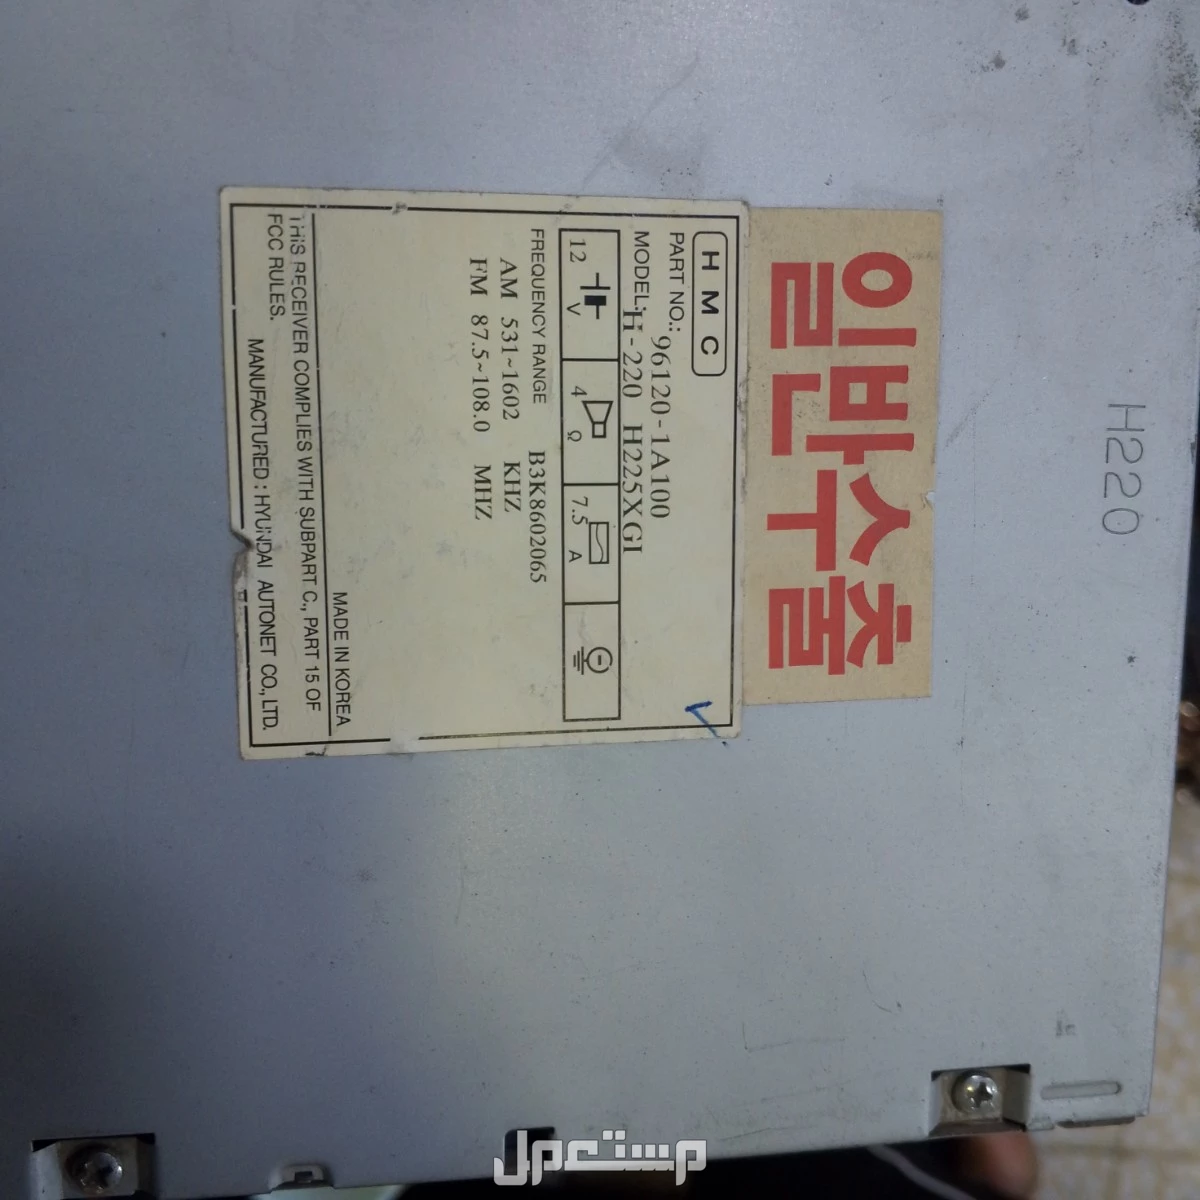 일반수출
H220
HMC
PART NO.: 96120-1A100
MODEL: H-220 H225XGI
12 V 4 Ω 7.5 A
FREQUENCY RANGE B3K8602065
AM 531~1602 KHZ
FM 87.5~108.0 MHZ
MADE IN KOREA
THIS RECEIVER COMPLIES WITH SUBPART C., PART 15 OF
FCC RULES.
MANUFACTURED : HYUNDAI AUTONET CO., LTD.
مستعمل